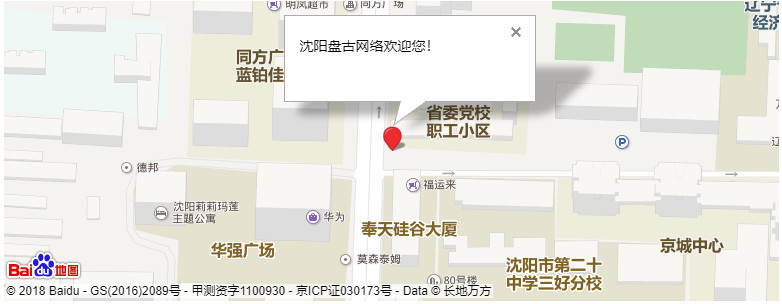 明凤超市
同方广场
辽宁
经济
沈阳盘古网络欢迎您!
同方广
蓝铂佳
省委党校
职工小区
P
德邦
福运来
沈阳莉莉玛莲
主题公寓
华为
奉天硅谷大厦
华强广场
京城中心
莫森泰姆
沈阳市第二十
中学三好分校
80号楼
Bai du 地图
© 2018 Baidu - GS(2016)2089号 - 甲测资字1100930 - 京ICP证030173号 - Data © 长地万方